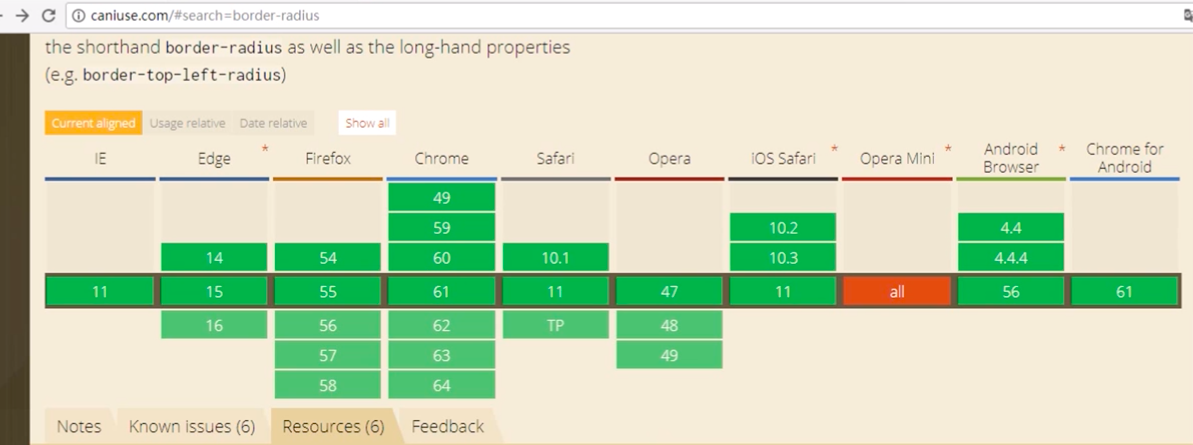 caniuse.com/#search=border-radius
the shorthand border-radius as well as the long-hand properties
(e.g. border-top-left-radius)
Current aligned Usage relative Date relative Show all
IE Edge * Firefox Chrome Safari Opera iOS Safari * Opera Mini * Android Browser * Chrome for Android
49
59 10.2 4.4
14 54 60 10.1 10.3 4.4.4
11 15 55 61 11 47 11 all 56 61
16 56 62 TP 48
57 63 49
58 64
Notes Known issues (6) Resources (6) Feedback